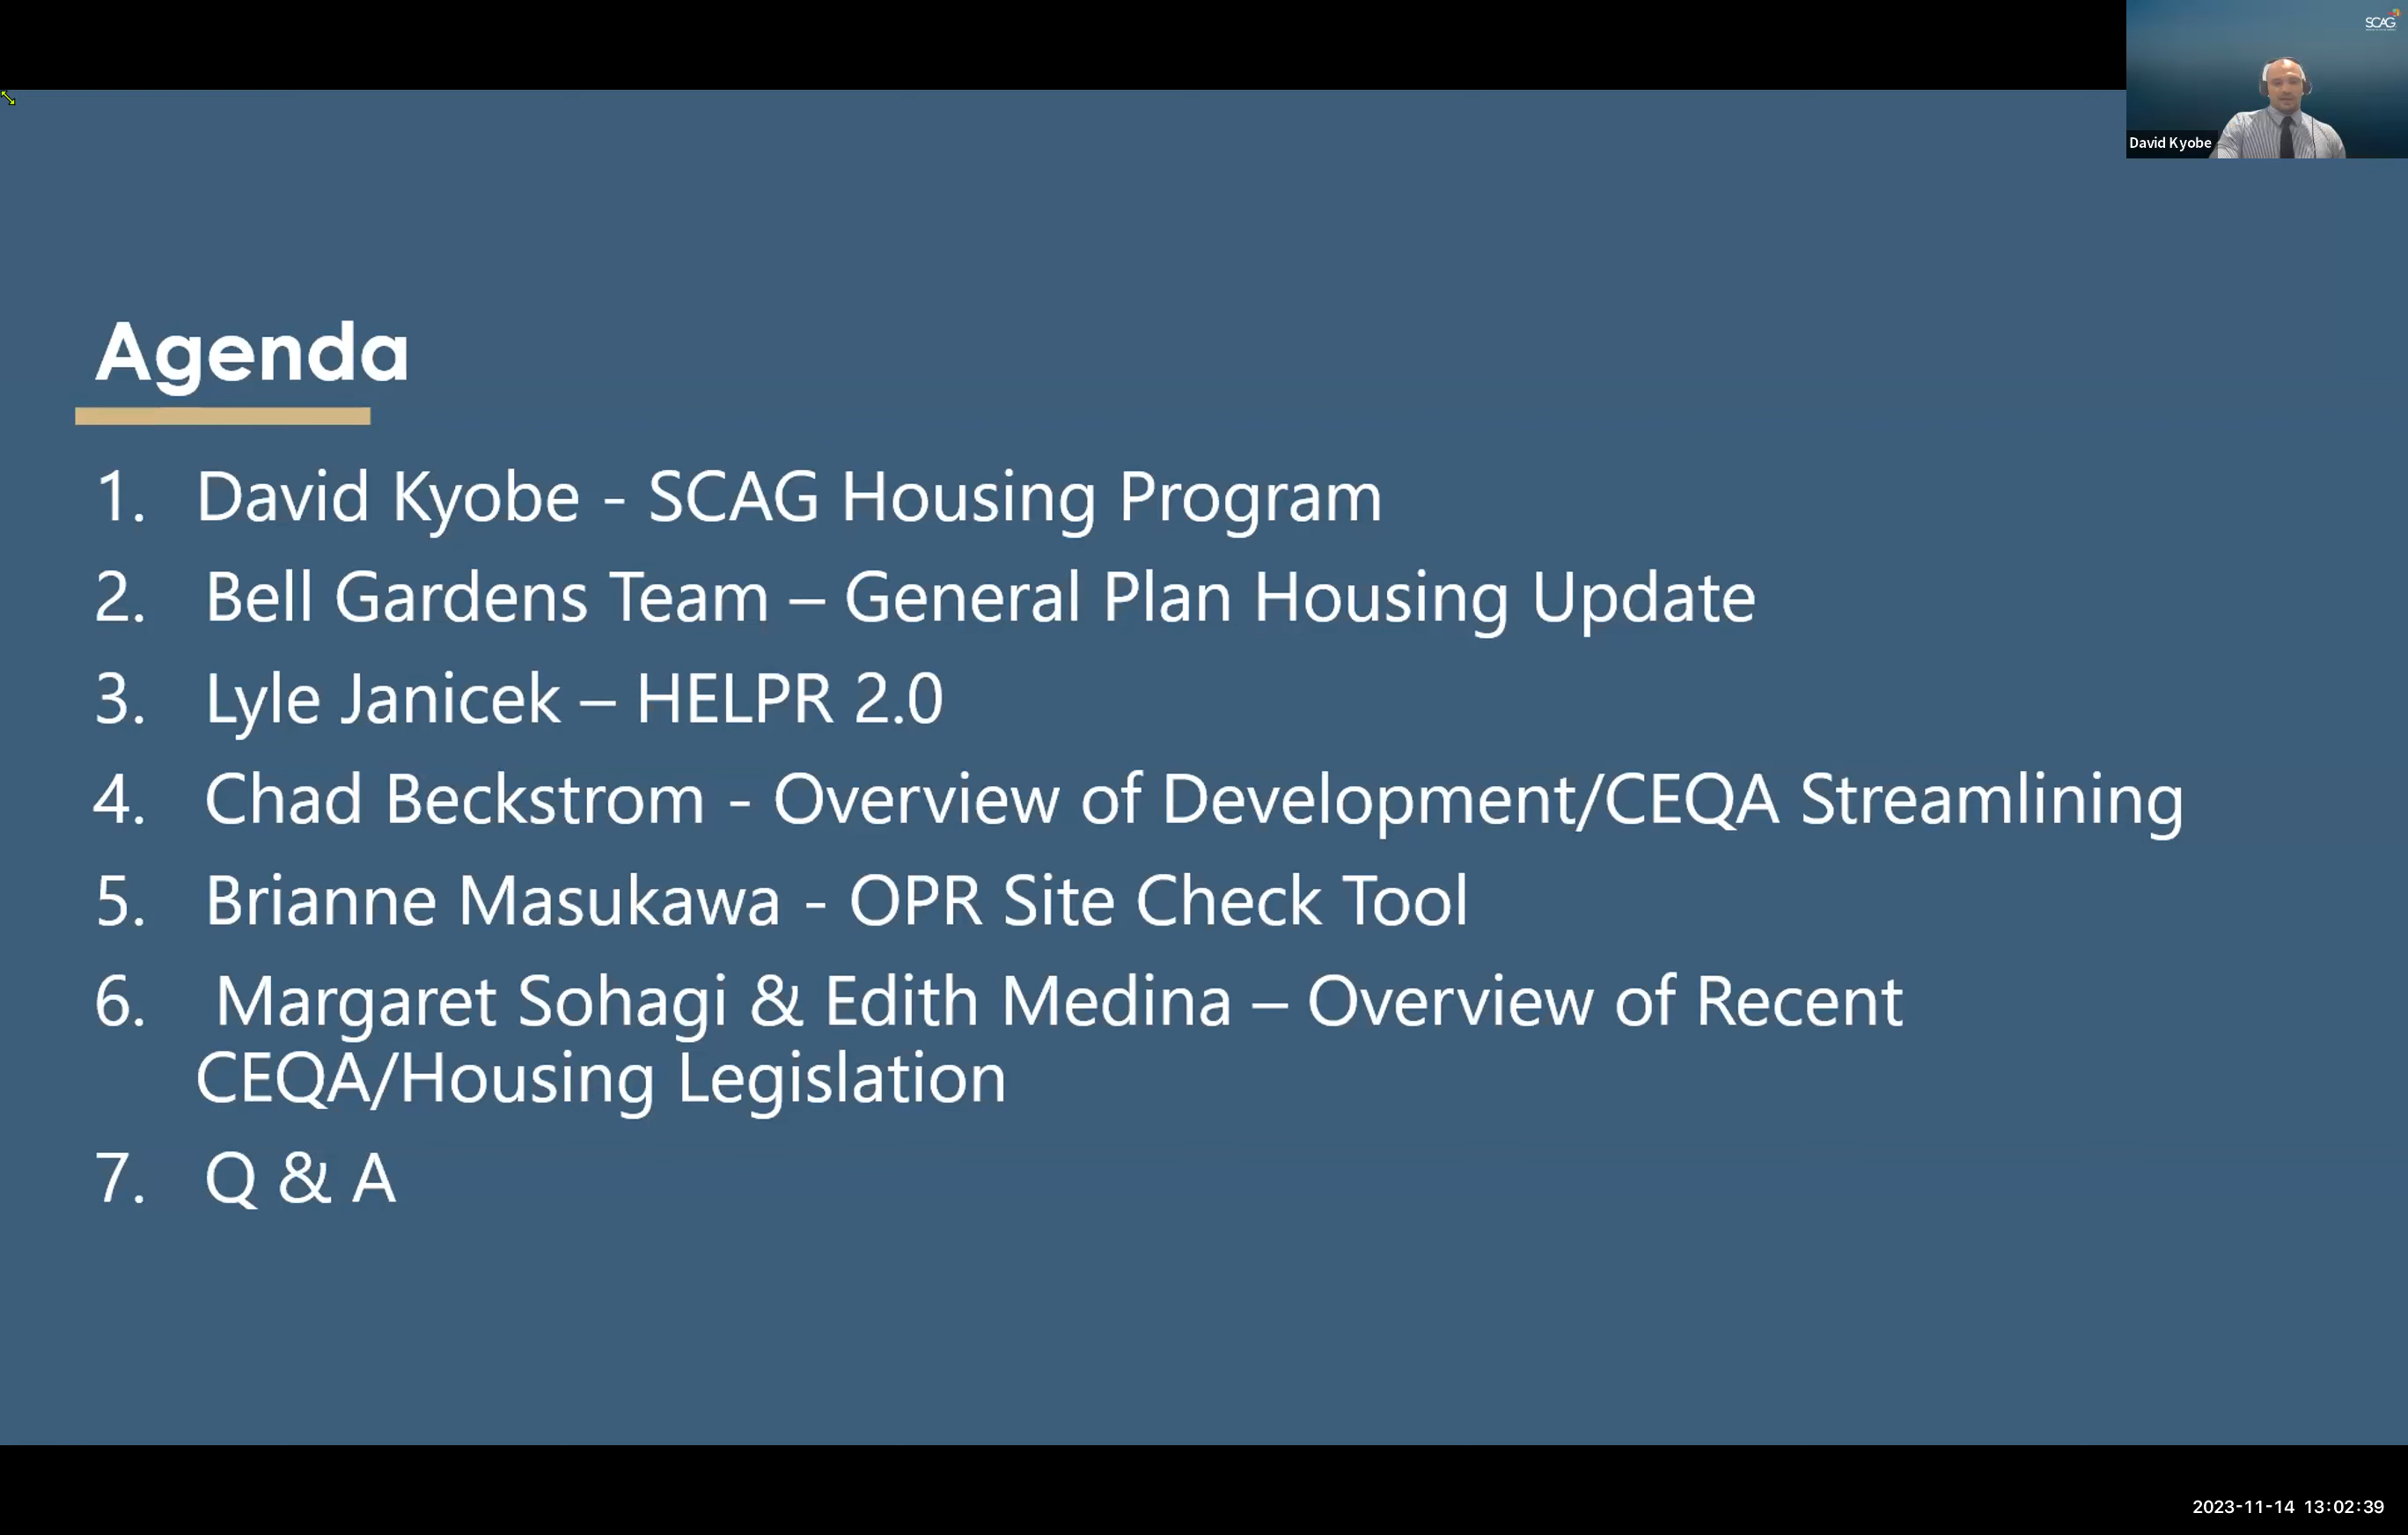 SCAG
David Kyobe
Agenda
1. David Kyobe - SCAG Housing Program
2. Bell Gardens Team – General Plan Housing Update
3. Lyle Janicek – HELPR 2.0
4. Chad Beckstrom - Overview of Development/CEQA Streamlining
5. Brianne Masukawa - OPR Site Check Tool
6. Margaret Sohagi & Edith Medina – Overview of Recent
CEQA/Housing Legislation
7. Q & A
2023-11-14 13:02:39